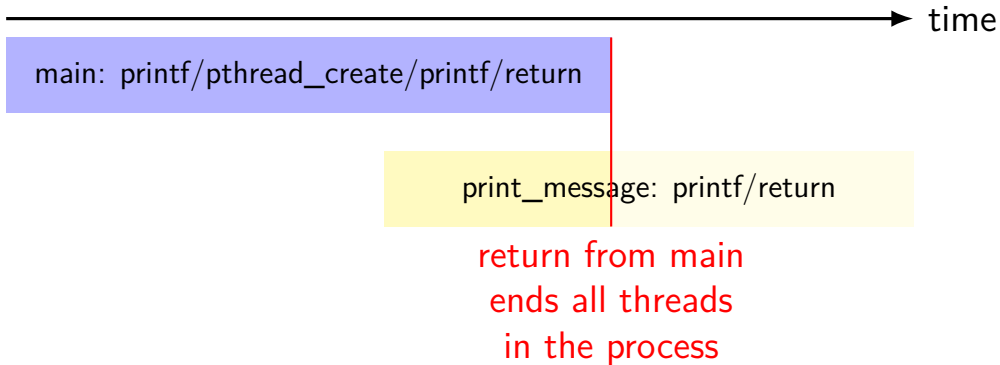 time
main: printf/pthread_create/printf/return
print_message: printf/return
return from main
ends all threads
in the process